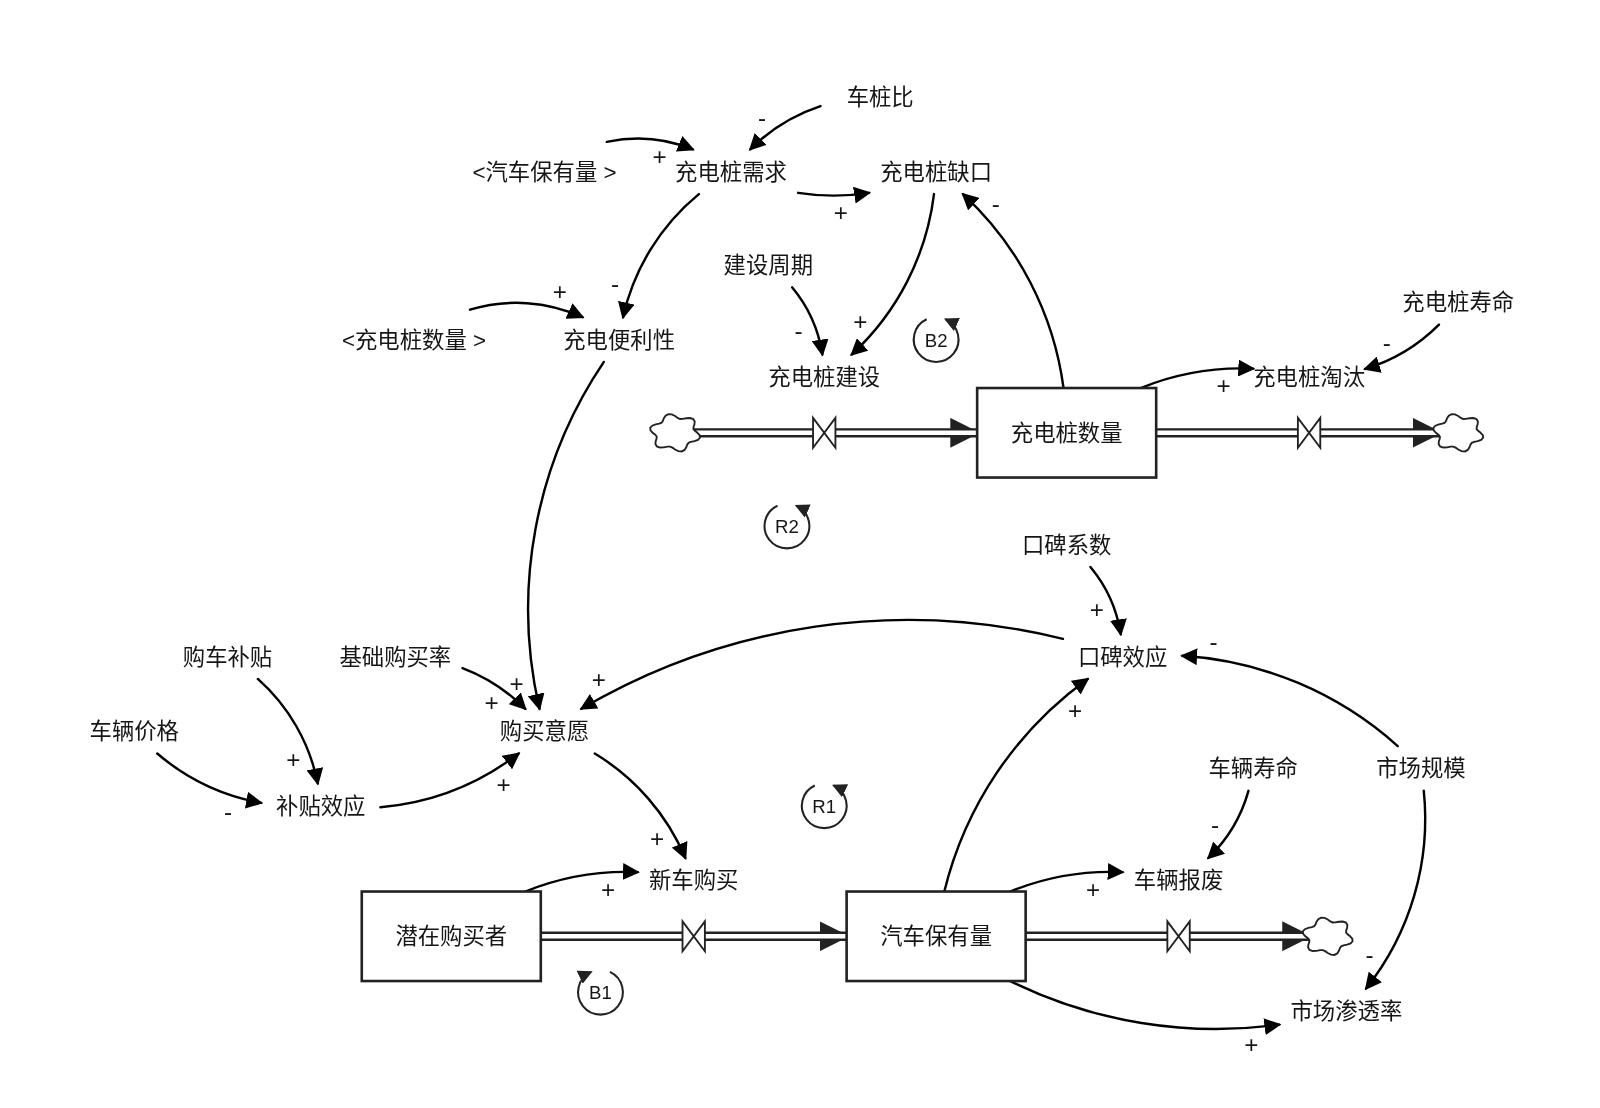 车桩比
-
+
<汽车保有量 >
充电桩需求
充电桩缺口
-
+
建设周期
+
-
充电桩寿命
<充电桩数量 >
充电便利性
-
+
B2
-
充电桩建设
+
充电桩淘汰
充电桩数量
R2
口碑系数
+
购车补贴
基础购买率
口碑效应
-
+
+
+
+
车辆价格
购买意愿
+
车辆寿命
市场规模
+
+
-
补贴效应
R1
-
+
新车购买
+
+
车辆报废
潜在购买者
汽车保有量
-
B1
市场渗透率
+